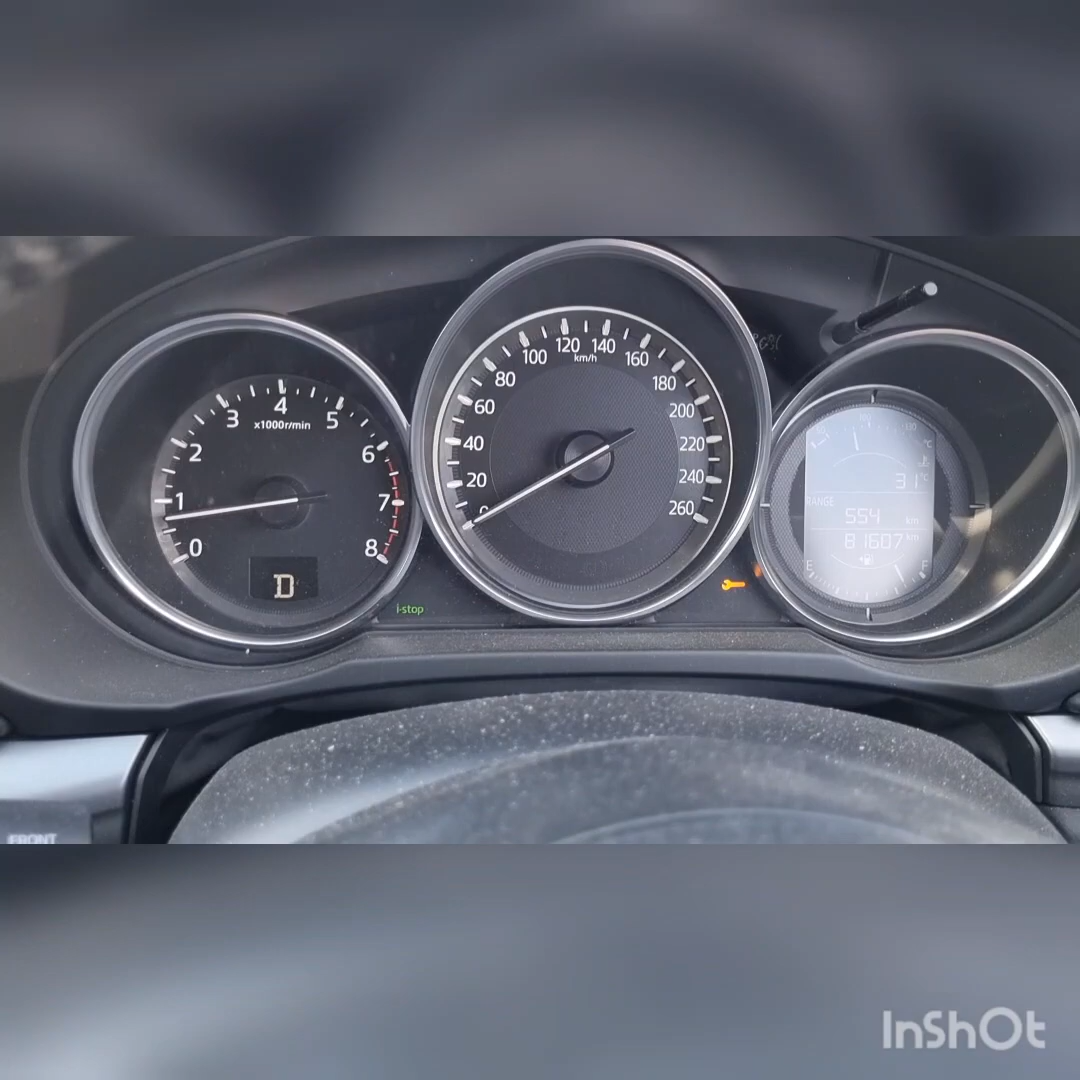 0
1
2
3
4
5
6
7
8
x1000r/min
D
i-stop
0
20
40
60
80
100
120
140
160
180
200
220
240
260
km/h
°C
31°C
RANGE
554 km
81607 km
E F
FRONT
InShOt